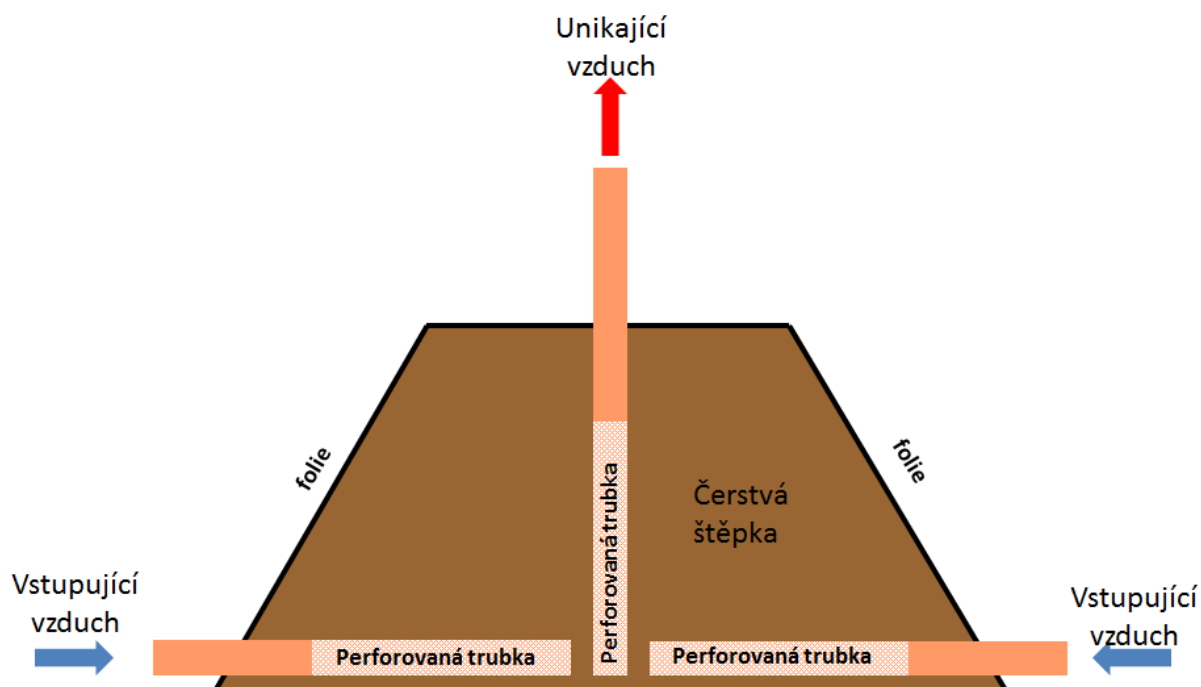 Unikající
vzduch
folie
folie
Perforovaná trubka
Čerstvá
štěpka
Vstupující
vzduch
Perforovaná trubka
Perforovaná trubka
Vstupující
vzduch